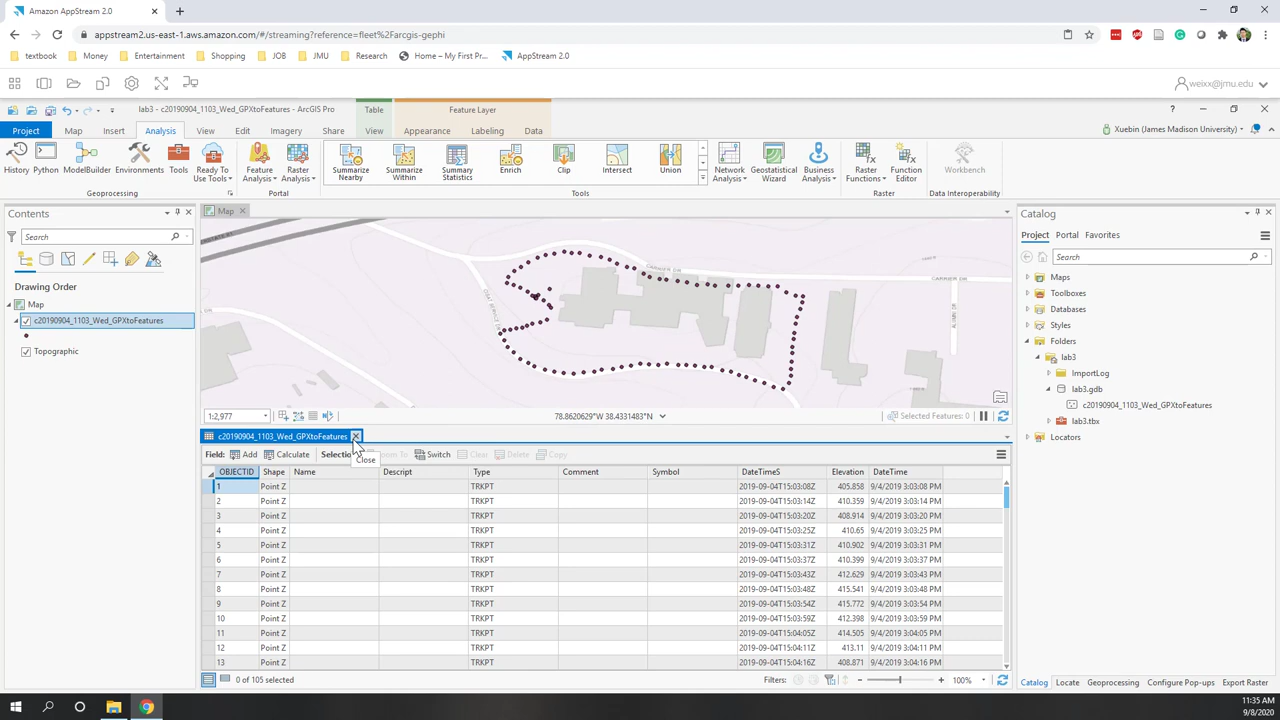 Amazon AppStream 2.0
appstream2.us-east-1.aws.amazon.com/#/streaming?reference=fleet%2Farcgis-gephi
textbook Money Entertainment Shopping JOB JMU Research Home – My First Pr... AppStream 2.0
weixx@jmu.edu
lab3 - c20190904_1103_Wed_GPXtoFeatures - ArcGIS Pro Table Feature Layer
Project Map Insert Analysis View Edit Imagery Share View Appearance Labeling Data Xuebin (James Madison University)
History Python ModelBuilder Environments Tools Ready To Use Tools Feature Analysis Raster Analysis Summarize Nearby Summarize Within Summary Statistics Enrich Clip Intersect Union Network Analysis Geostatistical Wizard Business Analysis Raster Functions Function Editor Workbench
Geoprocessing Portal Tools Raster Data Interoperability
Contents
Search
Drawing Order
Map
c20190904_1103_Wed_GPXtoFeatures
Topographic
Map
CARRIER DR
CARRIER DR
1:2,977 78.8620629°W 38.4331483°N Selected Features: 0
c20190904_1103_Wed_GPXtoFeatures
Close
Field: Add Calculate Selection Switch Clear Delete Copy
OBJECTID Shape Name Descript Type Comment Symbol DateTimeS Elevation DateTime
1 Point Z TRKPT 2019-09-04T15:03:08Z 405.858 9/4/2019 3:03:08 PM
2 Point Z TRKPT 2019-09-04T15:03:14Z 410.359 9/4/2019 3:03:14 PM
3 Point Z TRKPT 2019-09-04T15:03:20Z 408.914 9/4/2019 3:03:20 PM
4 Point Z TRKPT 2019-09-04T15:03:25Z 410.65 9/4/2019 3:03:25 PM
5 Point Z TRKPT 2019-09-04T15:03:31Z 410.902 9/4/2019 3:03:31 PM
6 Point Z TRKPT 2019-09-04T15:03:37Z 410.399 9/4/2019 3:03:37 PM
7 Point Z TRKPT 2019-09-04T15:03:43Z 412.629 9/4/2019 3:03:43 PM
8 Point Z TRKPT 2019-09-04T15:03:48Z 415.541 9/4/2019 3:03:48 PM
9 Point Z TRKPT 2019-09-04T15:03:54Z 415.772 9/4/2019 3:03:54 PM
10 Point Z TRKPT 2019-09-04T15:03:59Z 412.398 9/4/2019 3:03:59 PM
11 Point Z TRKPT 2019-09-04T15:04:05Z 414.505 9/4/2019 3:04:05 PM
12 Point Z TRKPT 2019-09-04T15:04:11Z 413.11 9/4/2019 3:04:11 PM
13 Point Z TRKPT 2019-09-04T15:04:16Z 408.871 9/4/2019 3:04:16 PM
0 of 105 selected Filters: 100%
Catalog
Project Portal Favorites
Search
Maps
Toolboxes
Databases
Styles
Folders
lab3
ImportLog
lab3.gdb
c20190904_1103_Wed_GPXtoFeatures
lab3.tbx
Locators
Catalog Locate Geoprocessing Configure Pop-ups Export Raster
11:35 AM
9/8/2020